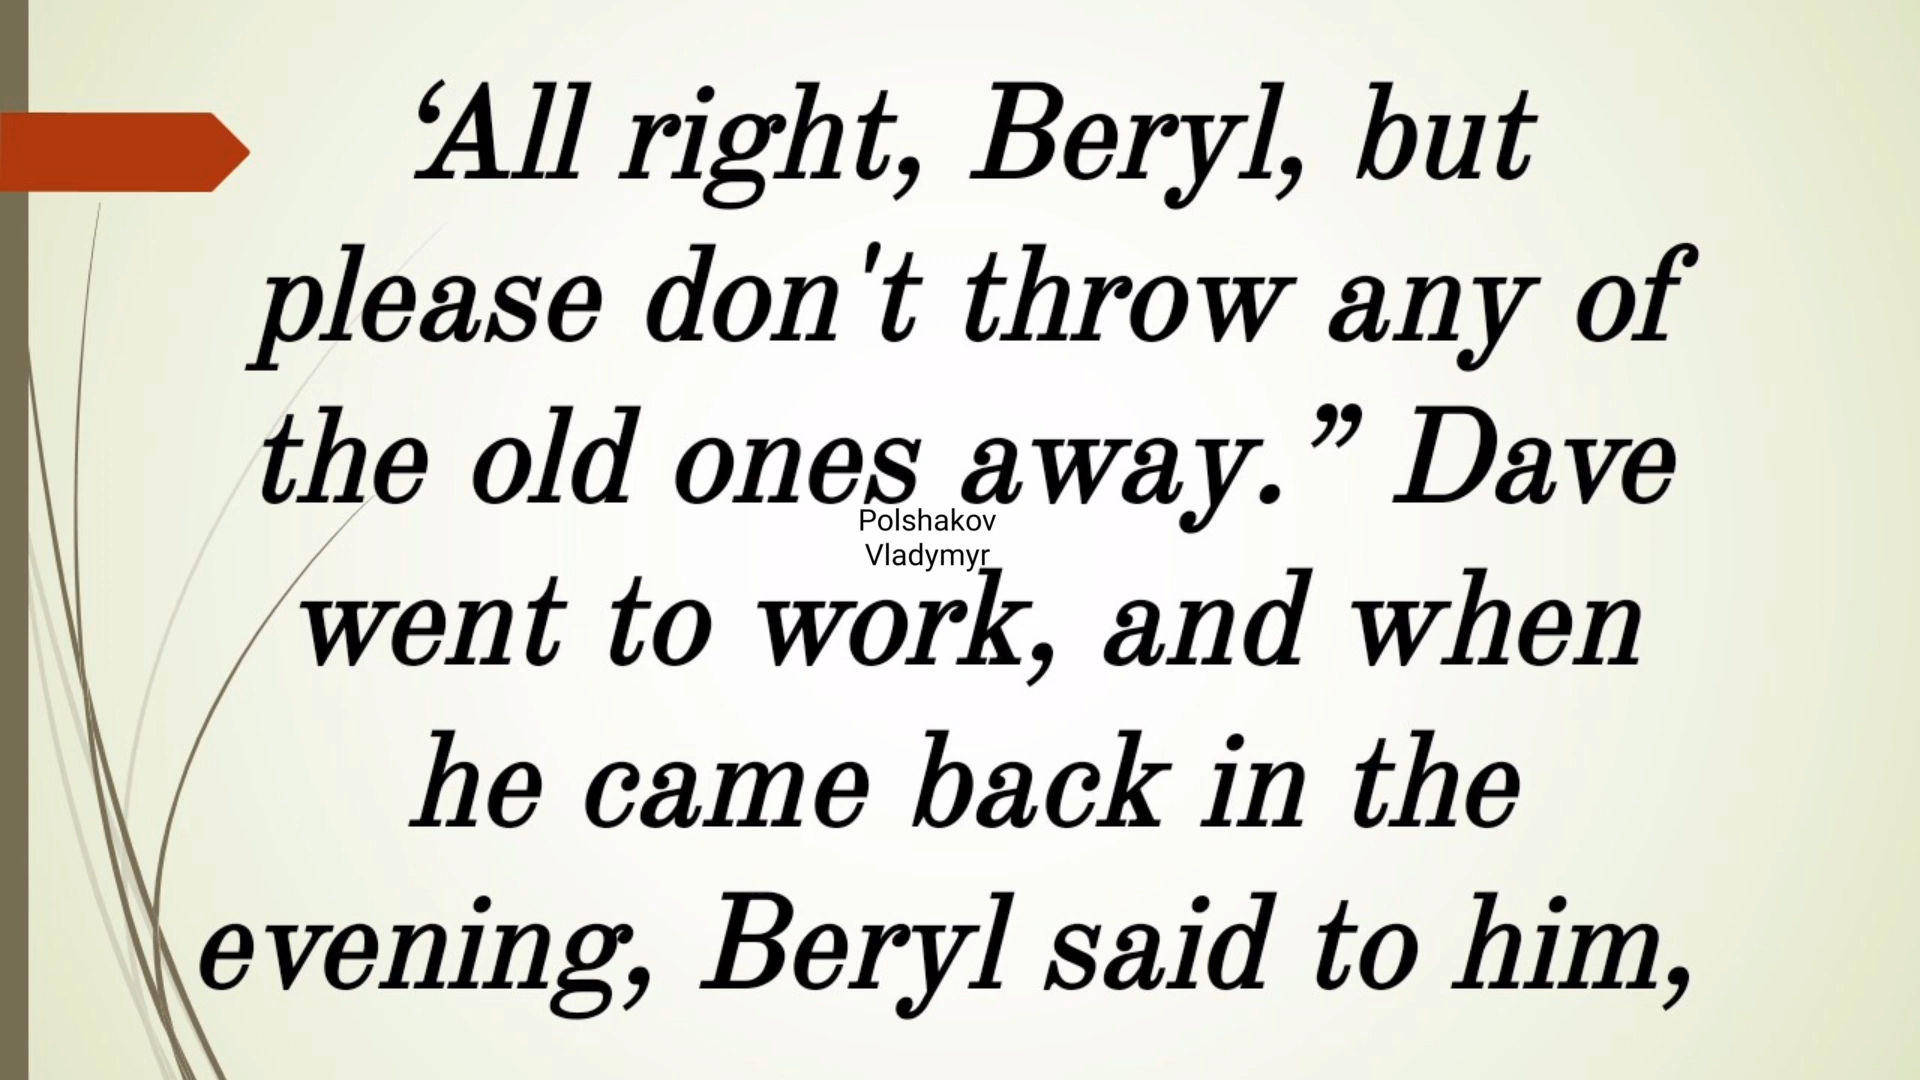 ‘All right, Beryl, but
please don't throw any of
the old ones away.” Dave
Polshakov
Vladymyr
went to work, and when
he came back in the
evening, Beryl said to him,